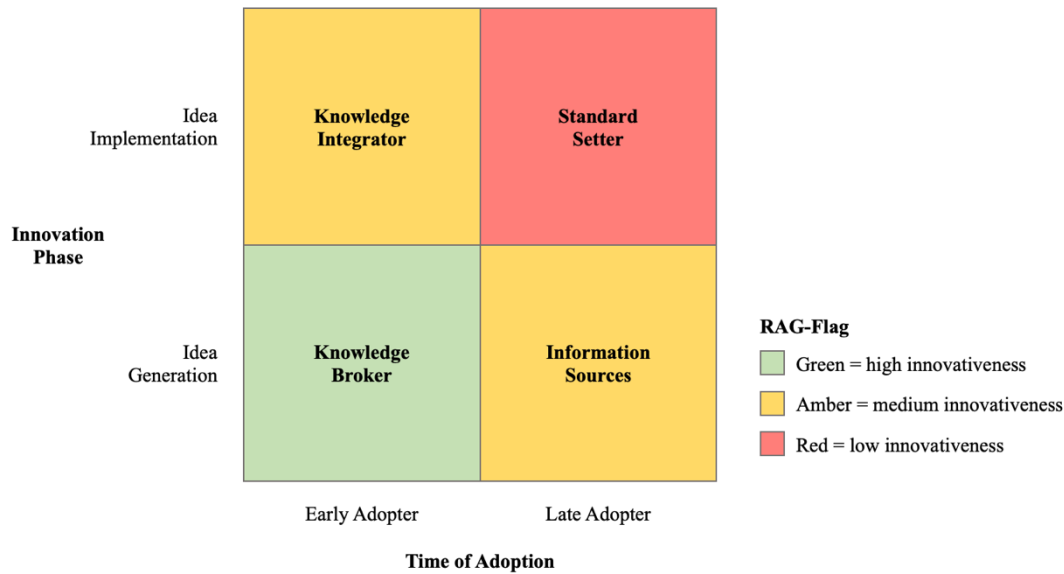 Idea
Implementation
Knowledge
Integrator
Standard
Setter
Innovation
Phase
Idea
Generation
Knowledge
Broker
Information
Sources
RAG-Flag
Green = high innovativeness
Amber = medium innovativeness
Red = low innovativeness
Early Adopter
Late Adopter
Time of Adoption